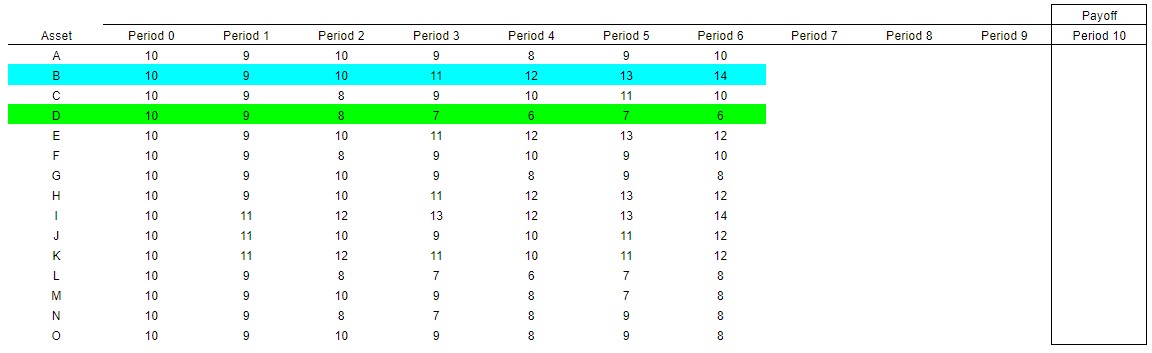 Payoff
Asset Period 0 Period 1 Period 2 Period 3 Period 4 Period 5 Period 6 Period 7 Period 8 Period 9 Period 10
A 10 9 10 9 8 9 10
B 10 9 10 11 12 13 14
C 10 9 8 9 10 11 10
D 10 9 8 7 6 7 6
E 10 9 10 11 12 13 12
F 10 9 8 9 10 9 10
G 10 9 10 9 8 9 8
H 10 9 10 11 12 13 12
I 10 11 12 13 12 13 14
J 10 11 10 9 10 11 12
K 10 11 12 11 10 11 12
L 10 9 8 7 6 7 8
M 10 9 10 9 8 7 8
N 10 9 8 7 8 9 8
O 10 9 10 9 8 9 8